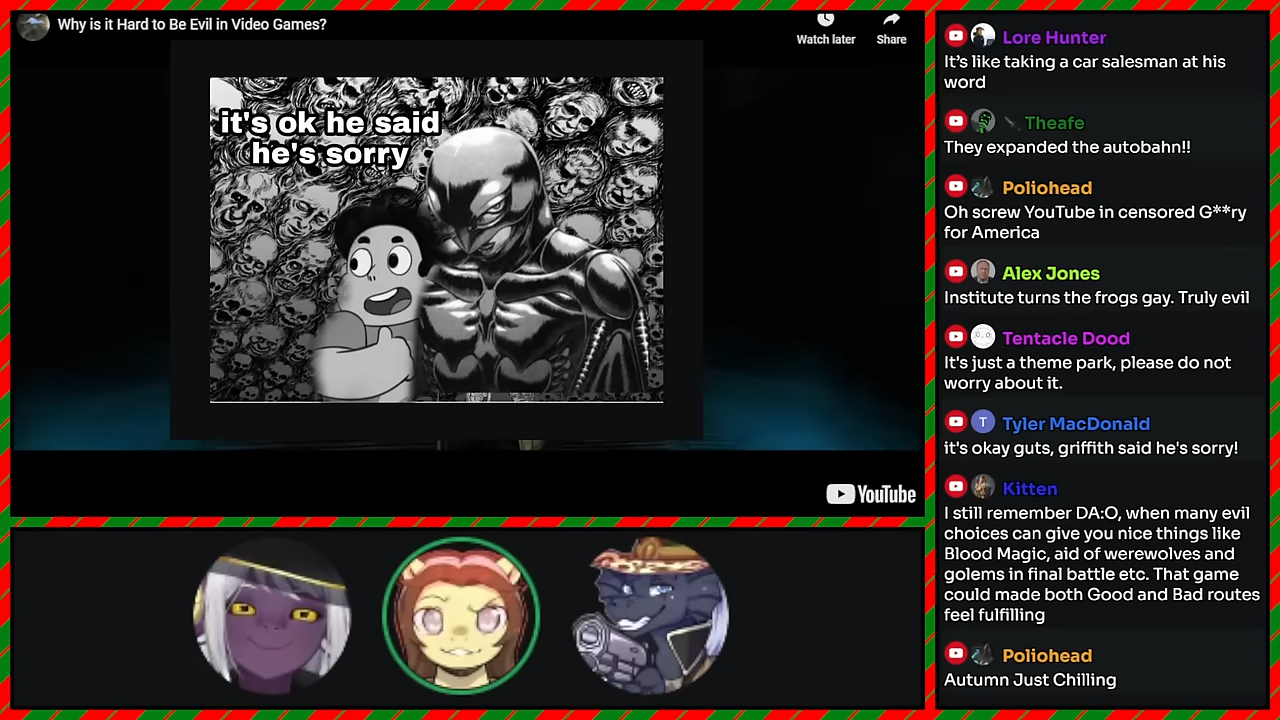 Why is it Hard to Be Evil in Video Games?
Watch later
Share
it's ok he said
he's sorry
YouTube
Lore Hunter
It's like taking a car salesman at his
word
Theafe
They expanded the autobahn!!
Poliohead
Oh screw YouTube in censored G**ry
for America
Alex Jones
Institute turns the frogs gay. Truly evil
Tentacle Dood
It's just a theme park, please do not
worry about it.
T
Tyler MacDonald
it's okay guts, griffith said he's sorry!
Kitten
I still remember DA:O, when many evil
choices can give you nice things like
Blood Magic, aid of werewolves and
golems in final battle etc. That game
could made both Good and Bad routes
feel fulfilling
Poliohead
Autumn Just Chilling